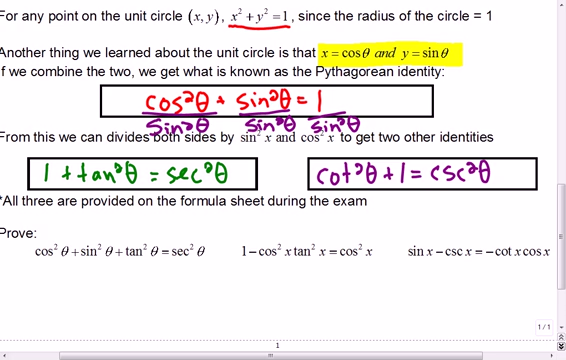 For any point on the unit circle (x, y), x² + y² = 1, since the radius of the circle = 1
Another thing we learned about the unit circle is that x = cosθ and y = sinθ
If we combine the two, we get what is known as the Pythagorean identity:
cos²θ + sin²θ = 1
sin²θ sin²θ sin²θ
From this we can divides both sides by sin² x and cos² x to get two other identities
1 + tan²θ = sec²θ cot²θ + 1 = csc²θ
*All three are provided on the formula sheet during the exam
Prove:
cos² θ + sin² θ + tan² θ = sec² θ 1 − cos² x tan² x = cos² x sin x − csc x = −cot x cos x
1/1
1